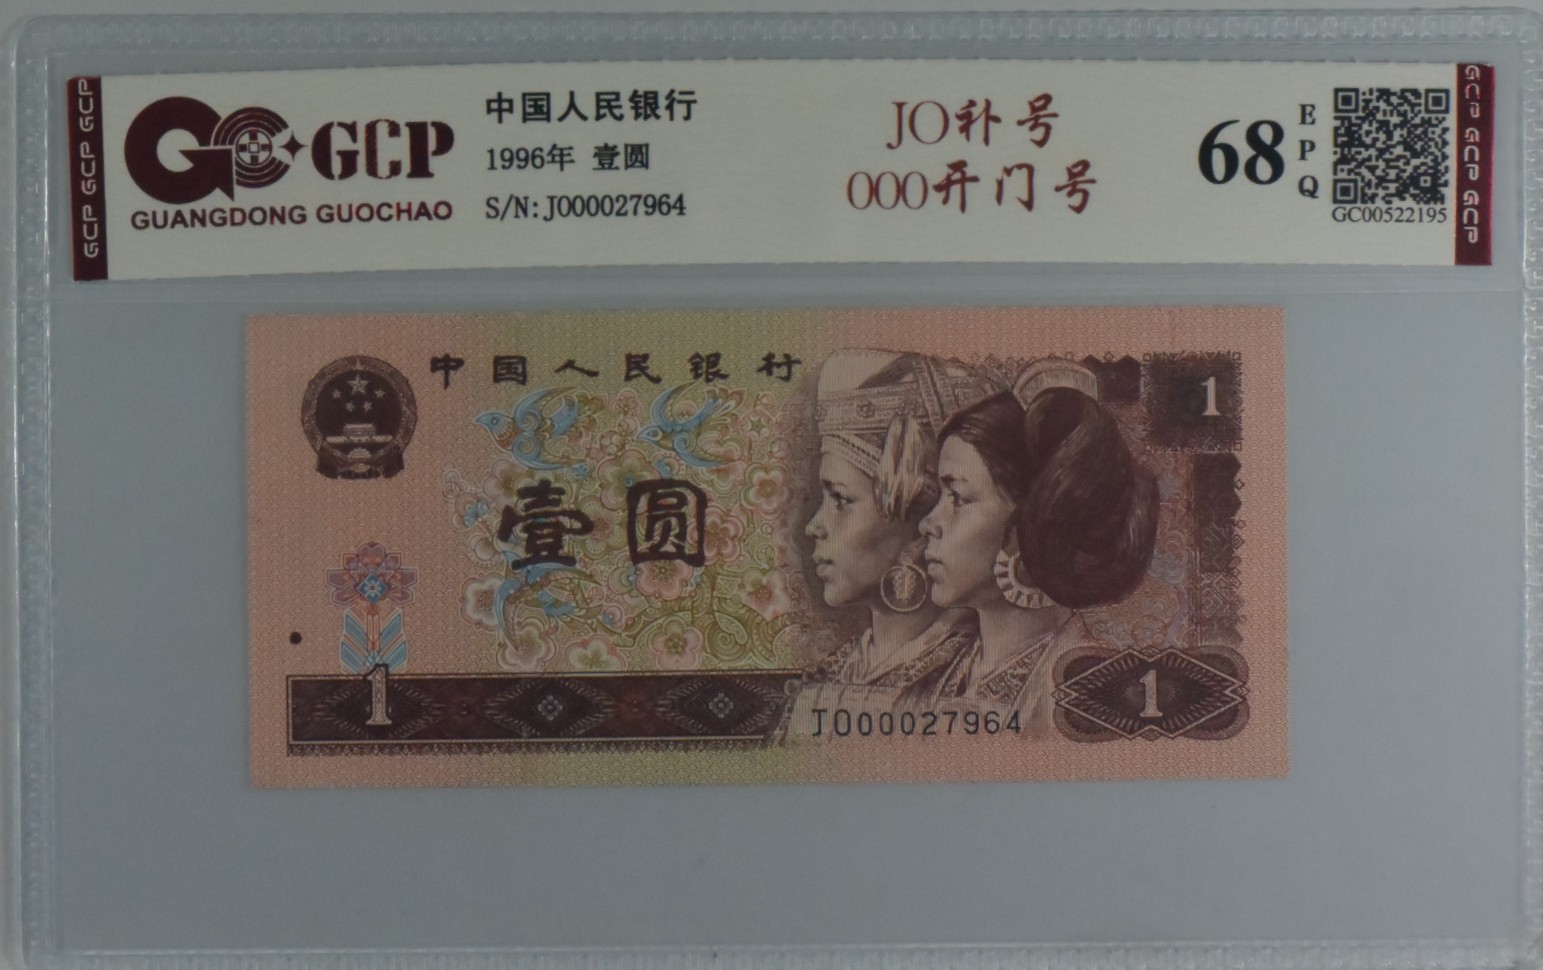 GCP GCP GCP
GCP
GUANGDONG GUOCHAO
中国人民银行
1996年 壹圆
S/N:J000027964
JO补号
000开门号
68
EPQ
GC00522195
GCP GCP GCP
中国人民银行
1
壹圆
1
J000027964
1